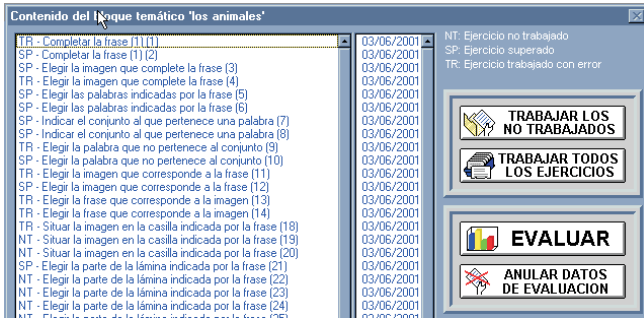 Contenido del bloque temático 'los animales'
TR - Completar la frase (1) (1) 03/06/2001
SP - Completar la frase (1) (2) 03/06/2001
SP - Elegir la imagen que complete la frase (3) 03/06/2001
TR - Elegir la imagen que complete la frase (4) 03/06/2001
SP - Elegir las palabras indicadas por la frase (5) 03/06/2001
SP - Elegir las palabras indicadas por la frase (6) 03/06/2001
SP - Indicar el conjunto al que pertenece una palabra (7) 03/06/2001
SP - Indicar el conjunto al que pertenece una palabra (8) 03/06/2001
TR - Elegir la palabra que no pertenece al conjunto (9) 03/06/2001
SP - Elegir la palabra que no pertenece al conjunto (10) 03/06/2001
TR - Elegir la imagen que corresponde a la frase (11) 03/06/2001
SP - Elegir la imagen que corresponde a la frase (12) 03/06/2001
TR - Elegir la frase que corresponde a la imagen (13) 03/06/2001
TR - Elegir la frase que corresponde a la imagen (14) 03/06/2001
TR - Situar la imagen en la casilla indicada por la frase (18) 03/06/2001
NT - Situar la imagen en la casilla indicada por la frase (19) 03/06/2001
NT - Situar la imagen en la casilla indicada por la frase (20) 03/06/2001
SP - Elegir la parte de la lámina indicada por la frase (21) 03/06/2001
NT - Elegir la parte de la lámina indicada por la frase (22) 03/06/2001
NT - Elegir la parte de la lámina indicada por la frase (23) 03/06/2001
NT - Elegir la parte de la lámina indicada por la frase (24) 03/06/2001
NT: Ejercicio no trabajado
SP: Ejercicio superado
TR: Ejercicio trabajado con error
TRABAJAR LOS
NO TRABAJADOS
TRABAJAR TODOS
LOS EJERCICIOS
EVALUAR
ANULAR DATOS
DE EVALUACION